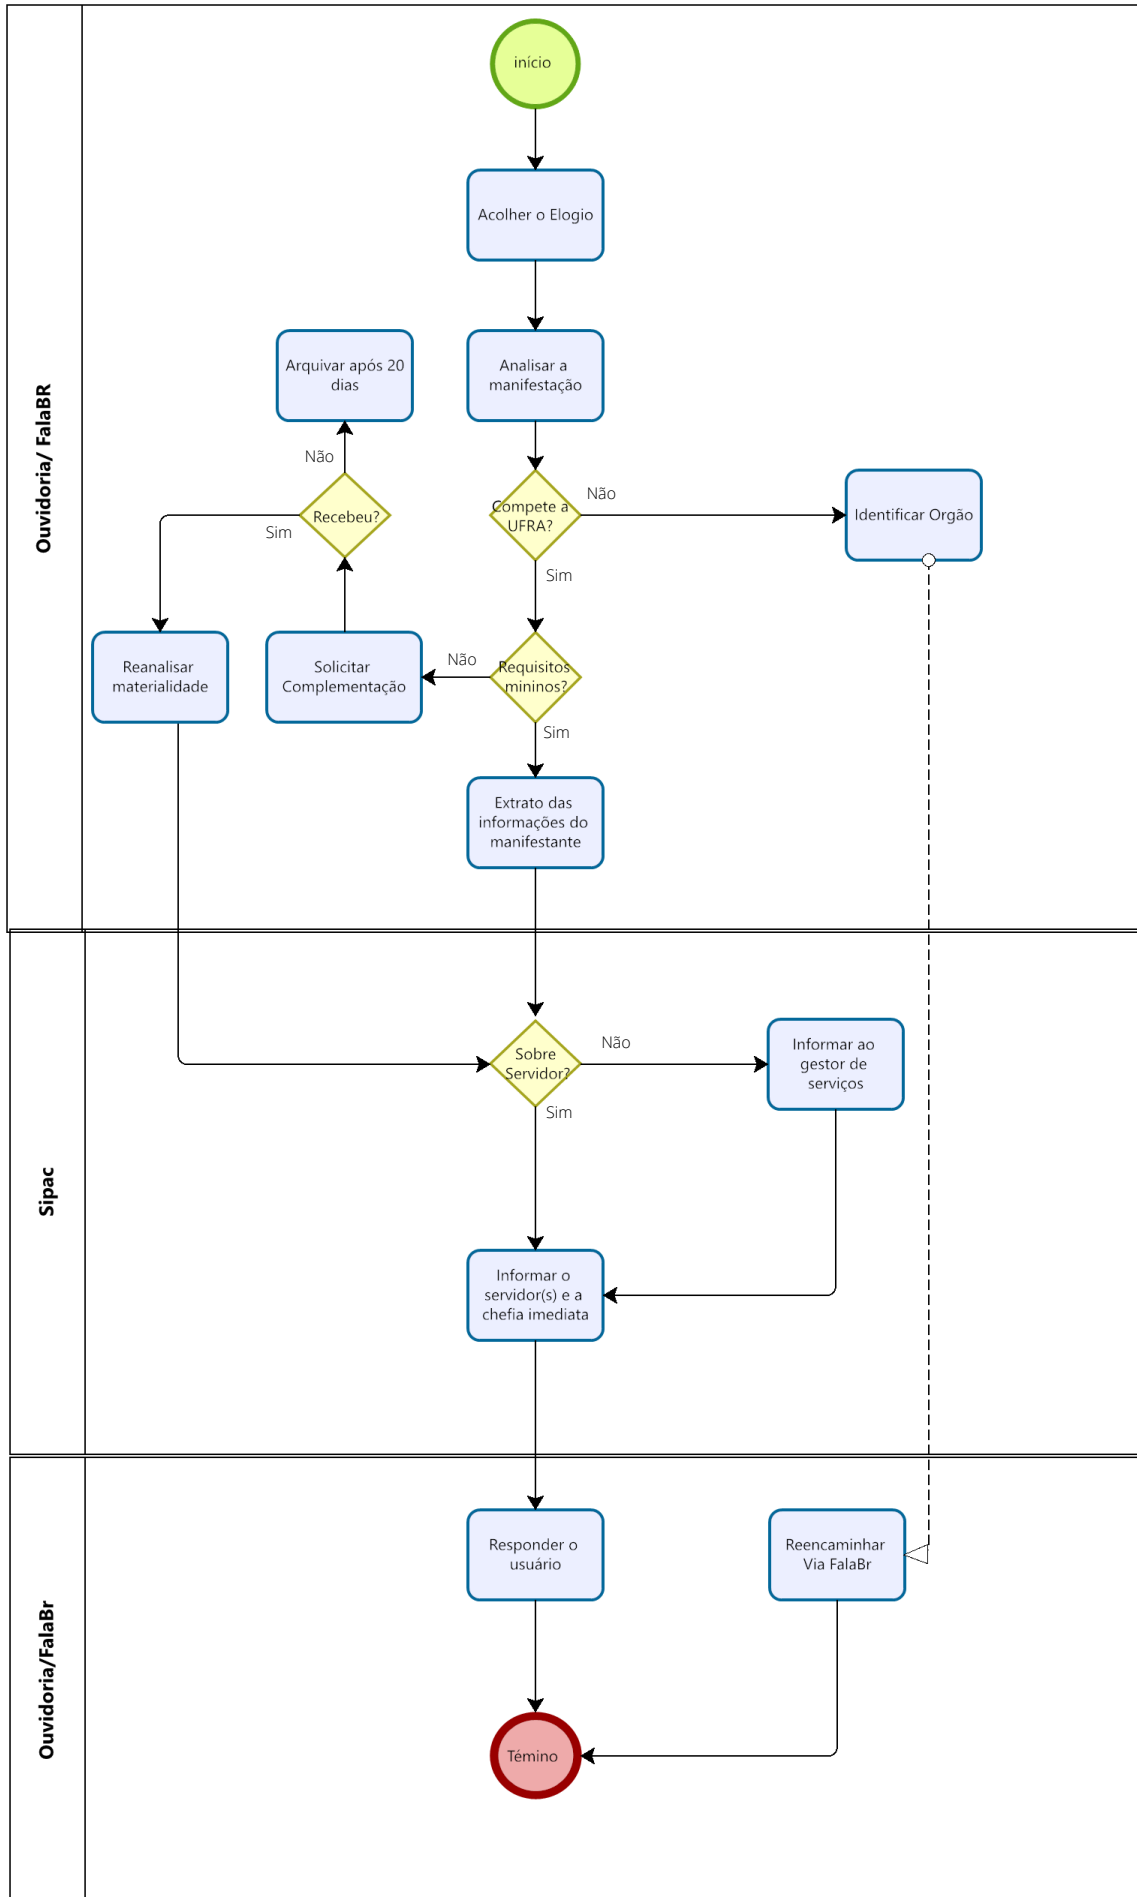 Ouvidoria/ FalaBR
início
Acolher o Elogio
Arquivar após 20
dias
Analisar a
manifestação
Não
Recebeu?
Sim
Compete a
UFRA?
Não
Sim
Identificar Orgão
Reanalisar
materialidade
Solicitar
Complementação
Não
Requisitos
mininos?
Sim
Extrato das
informações do
manifestante
Sipac
Sobre
Servidor?
Não
Sim
Informar ao
gestor de
serviços
Informar o
servidor(s) e a
chefia imediata
Ouvidoria/FalaBr
Responder o
usuário
Reencaminhar
Via FalaBr
Témino